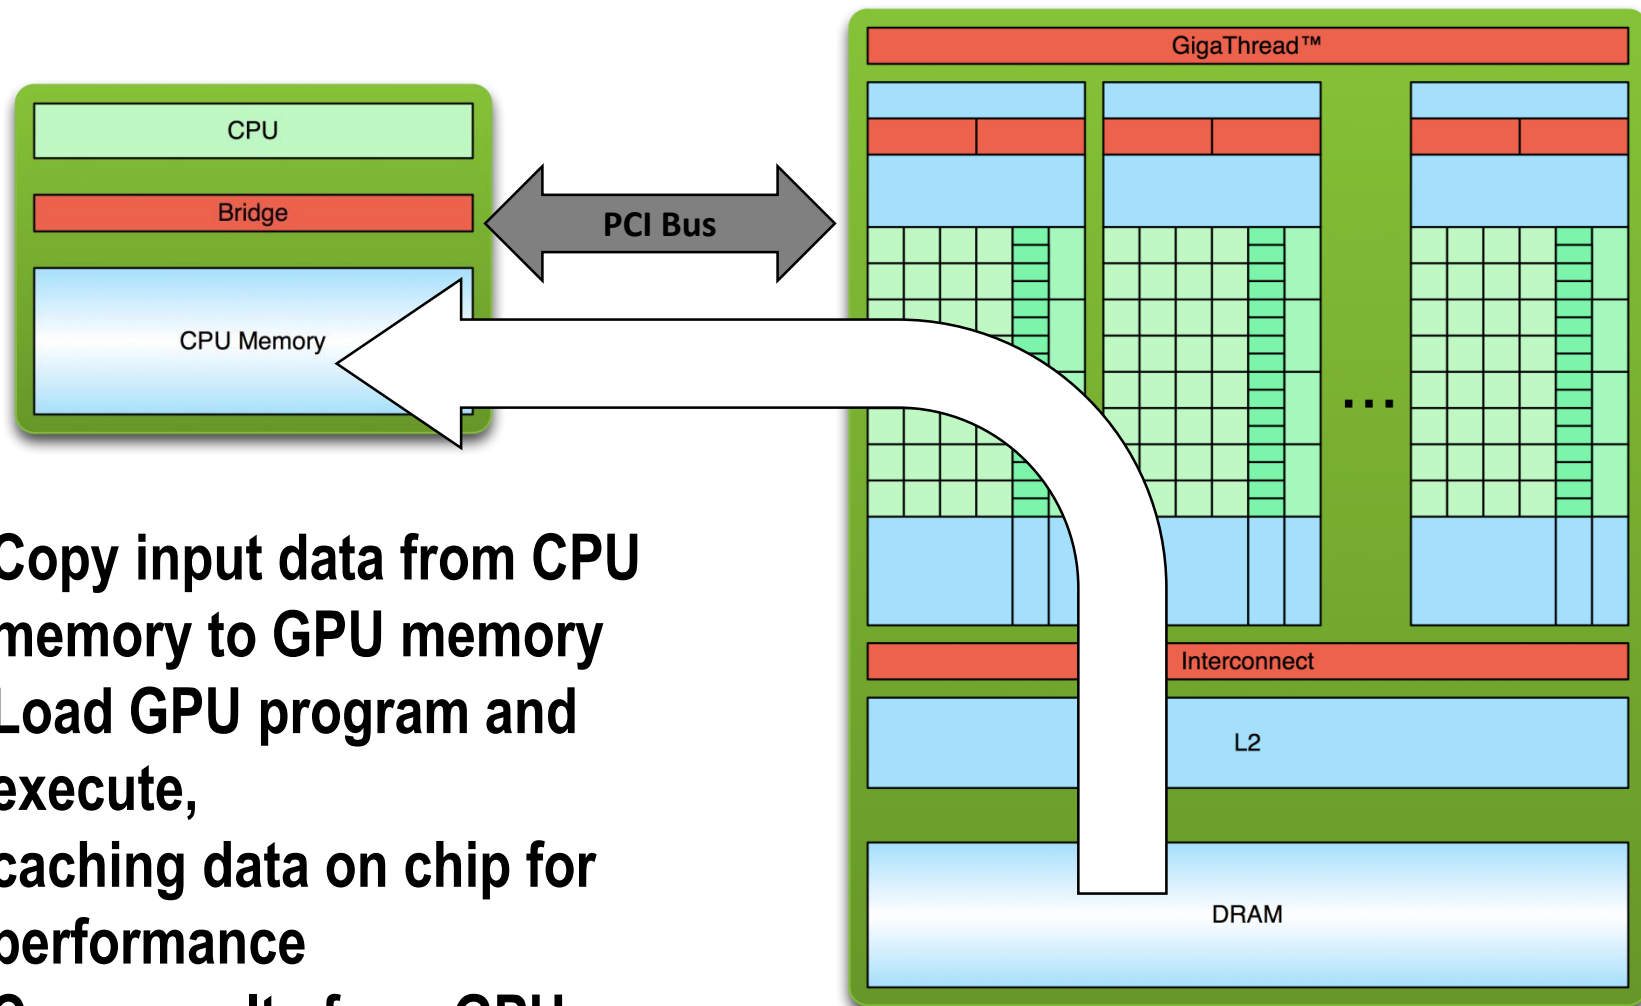 GigaThread™
CPU
Bridge
PCI Bus
CPU Memory
...
Copy input data from CPU
memory to GPU memory
Load GPU program and
execute,
caching data on chip for
performance
Interconnect
L2
DRAM